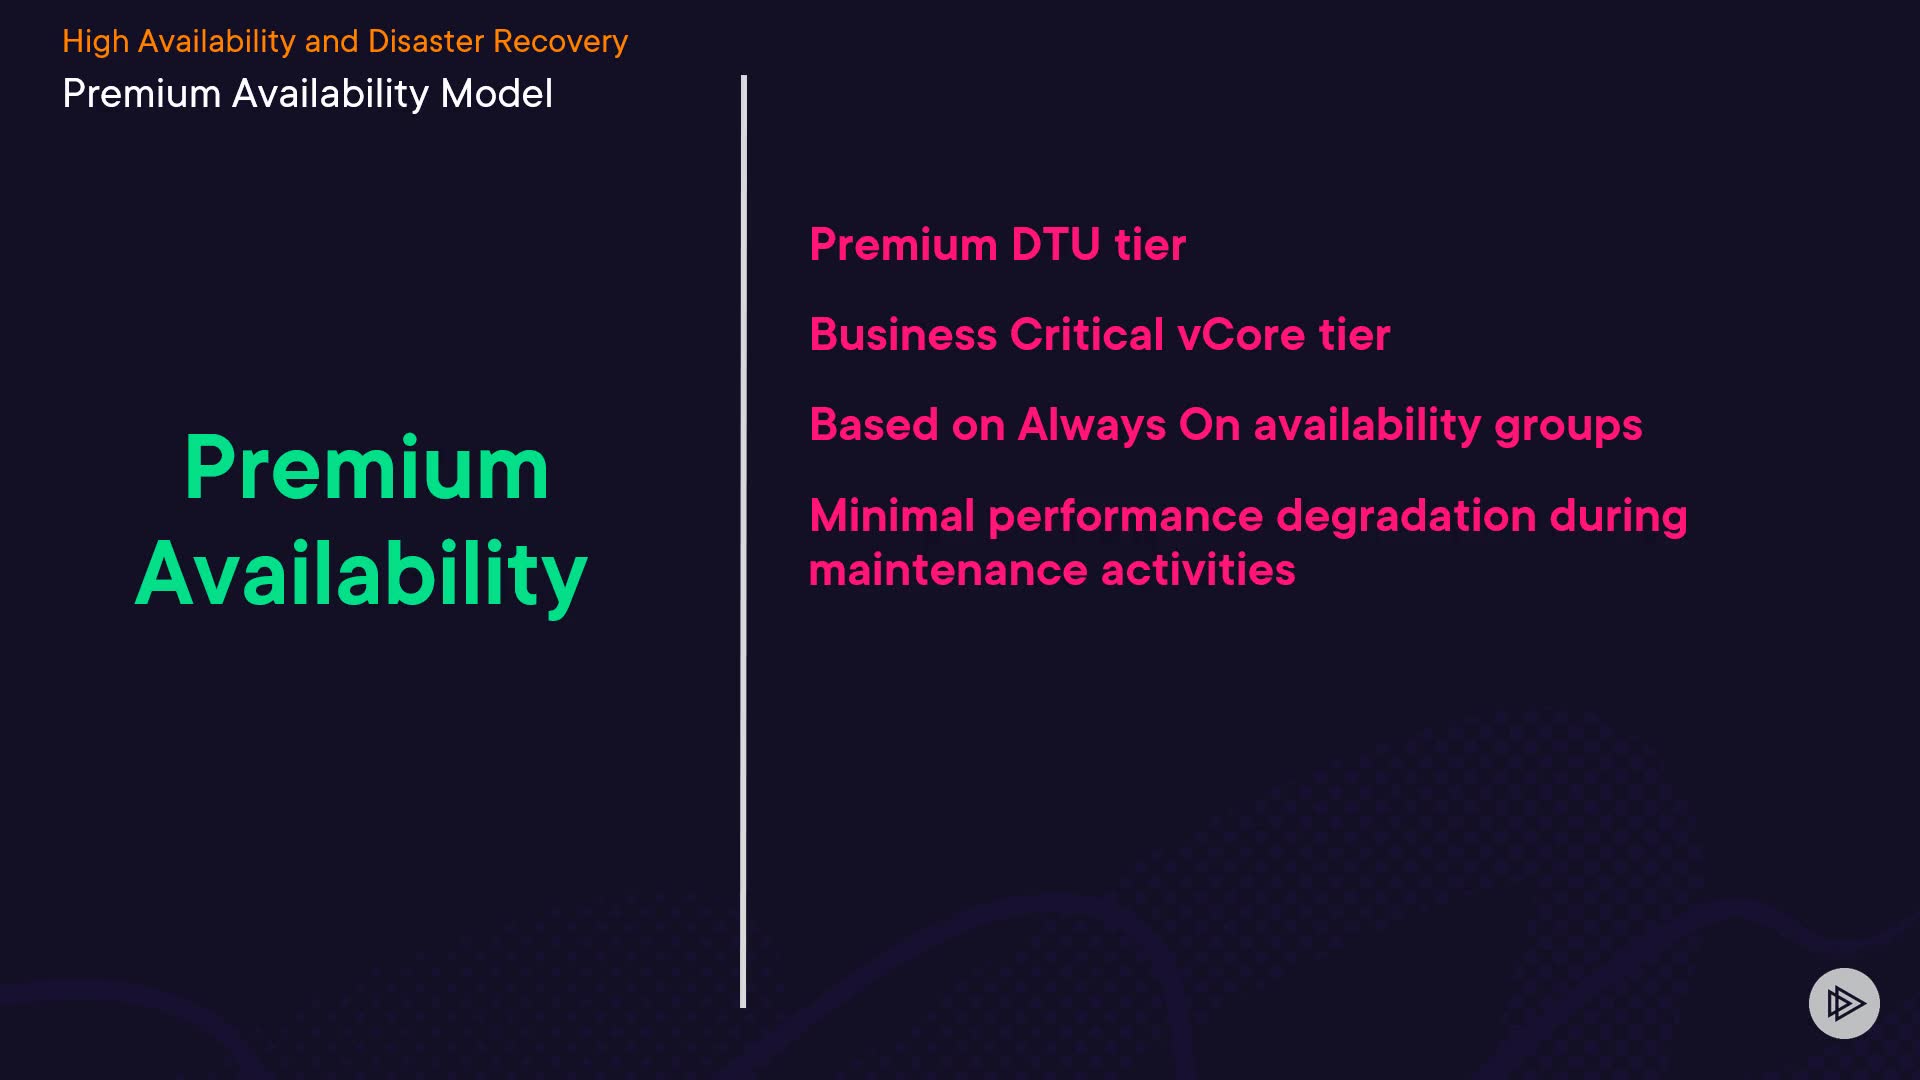 High Availability and Disaster Recovery
Premium Availability Model
Premium
Availability
Premium DTU tier
Business Critical vCore tier
Based on Always On availability groups
Minimal performance degradation during
maintenance activities